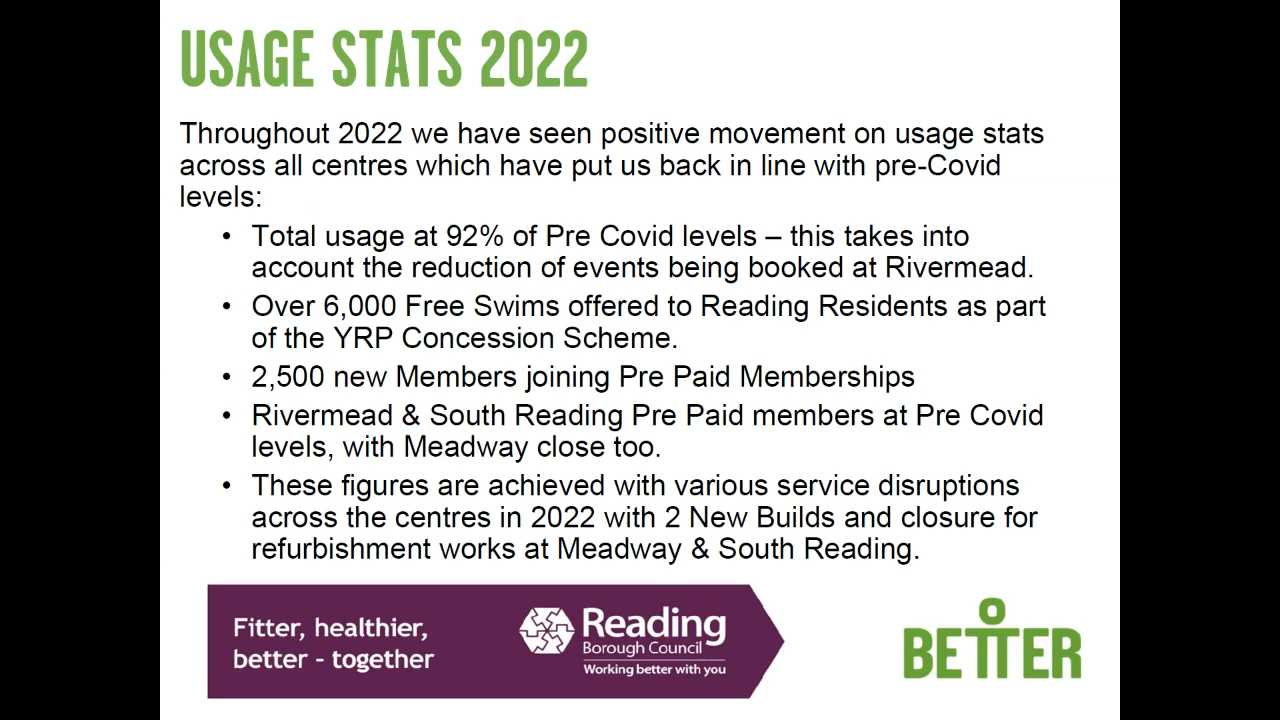 USAGE STATS 2022
Throughout 2022 we have seen positive movement on usage stats
across all centres which have put us back in line with pre-Covid
levels:
• Total usage at 92% of Pre Covid levels – this takes into
account the reduction of events being booked at Rivermead.
• Over 6,000 Free Swims offered to Reading Residents as part
of the YRP Concession Scheme.
• 2,500 new Members joining Pre Paid Memberships
• Rivermead & South Reading Pre Paid members at Pre Covid
levels, with Meadway close too.
• These figures are achieved with various service disruptions
across the centres in 2022 with 2 New Builds and closure for
refurbishment works at Meadway & South Reading.
Fitter, healthier,
better - together
Reading
Borough Council
Working better with you
BETTER